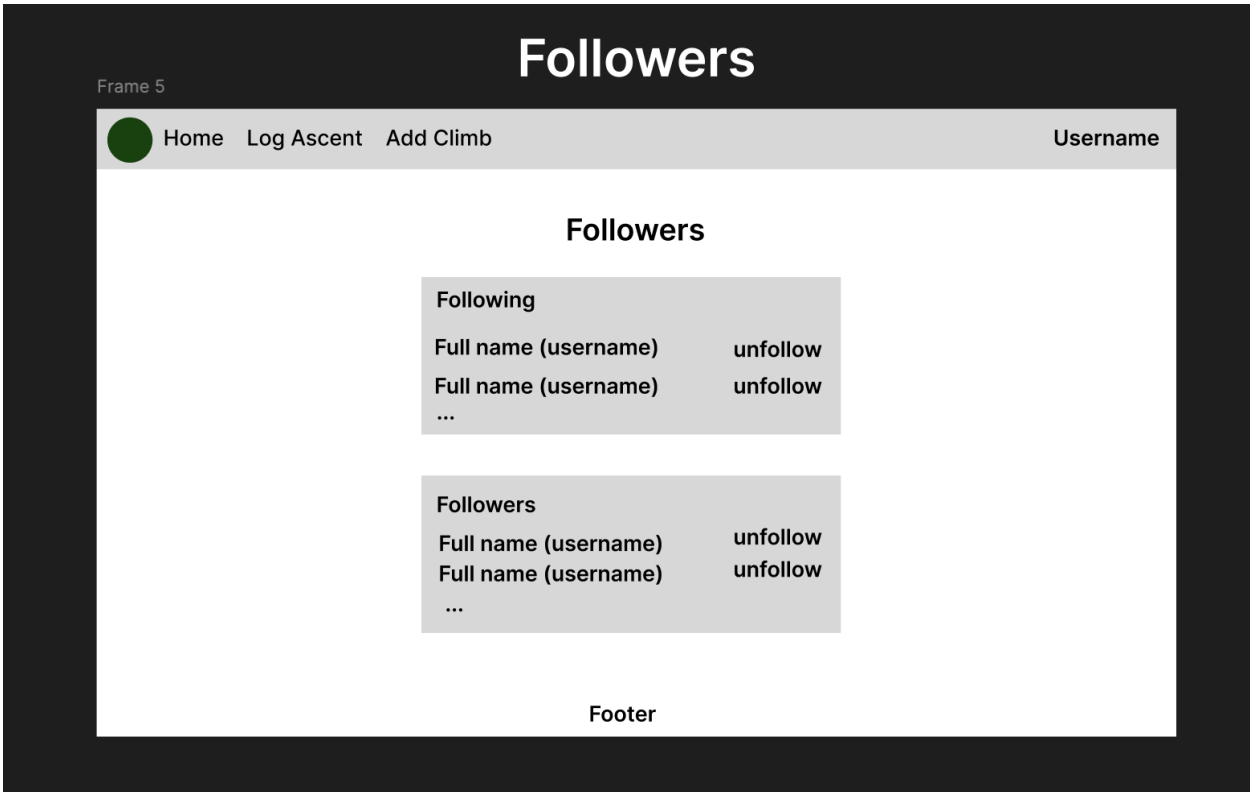 Followers
Frame 5
Home Log Ascent Add Climb Username
Followers
Following
Full name (username) unfollow
Full name (username) unfollow
...
Followers
Full name (username) unfollow
Full name (username) unfollow
...
Footer